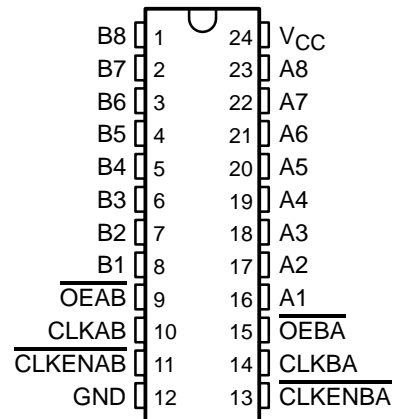 B8 1 24 VCC
B7 2 23 A8
B6 3 22 A7
B5 4 21 A6
B4 5 20 A5
B3 6 19 A4
B2 7 18 A3
B1 8 17 A2
OEAB 9 16 A1
CLKAB 10 15 OEBA
CLKENAB 11 14 CLKBA
GND 12 13 CLKENBA